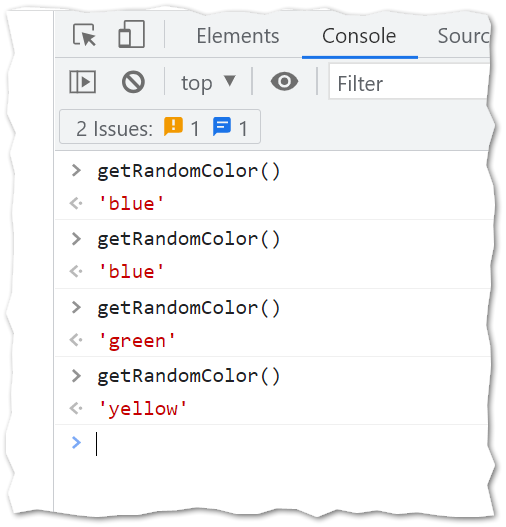 Elements Console Sourc
top ▼ Filter
2 Issues: 1 1
> getRandomColor()
<· 'blue'
> getRandomColor()
<· 'blue'
> getRandomColor()
<· 'green'
> getRandomColor()
<· 'yellow'
>